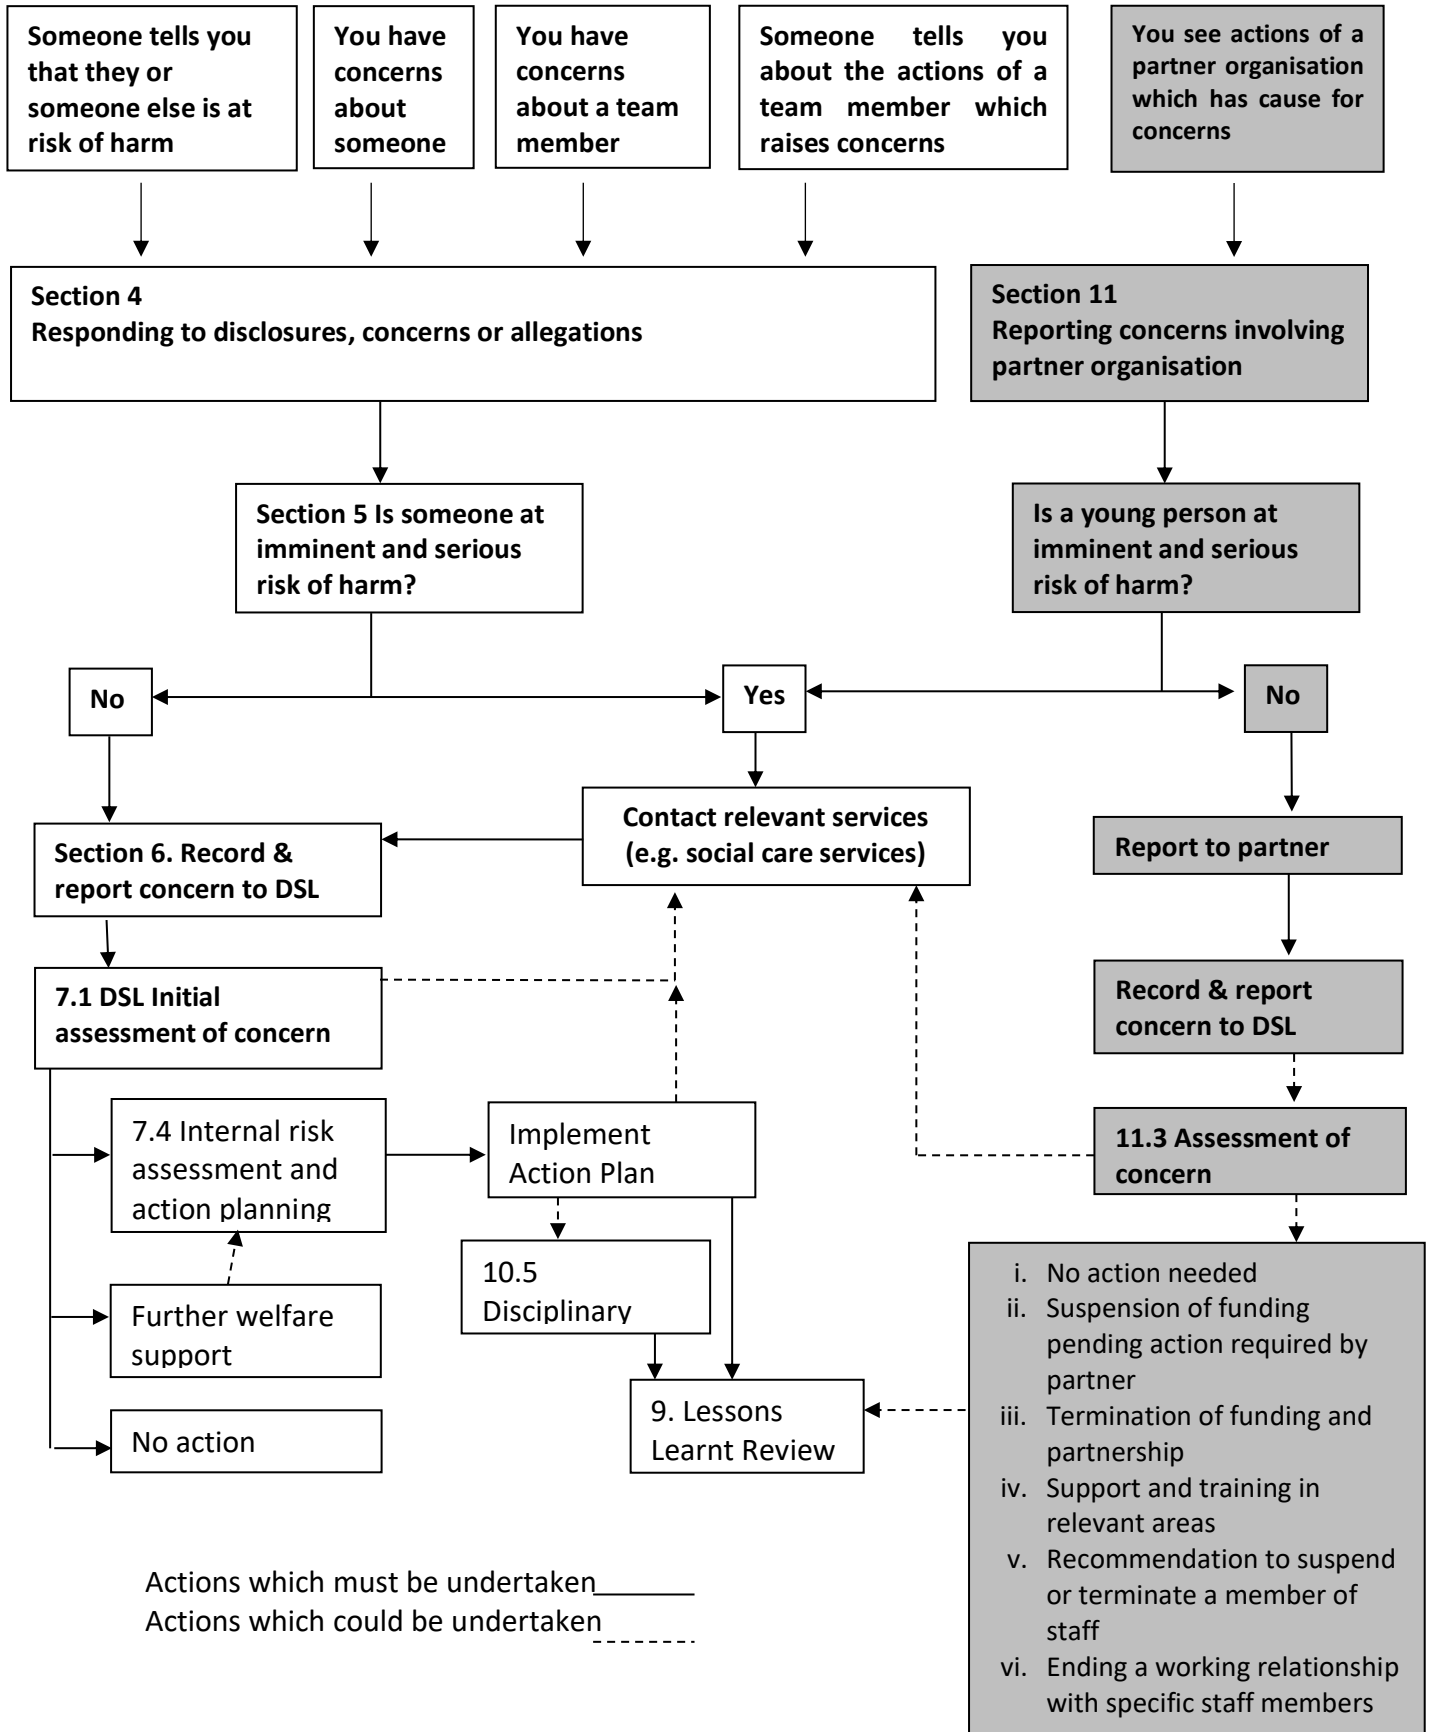 Someone tells you
that they or
someone else is at
risk of harm
You have
concerns
about
someone
You have
concerns
about a team
member
Someone tells you
about the actions of a
team member which
raises concerns
You see actions of a
partner organisation
which has cause for
concerns
Section 4
Responding to disclosures, concerns or allegations
Section 11
Reporting concerns involving
partner organisation
Section 5 Is someone at
imminent and serious
risk of harm?
Is a young person at
imminent and serious
risk of harm?
No
Yes
No
Contact relevant services
(e.g. social care services)
Section 6. Record &
report concern to DSL
Report to partner
7.1 DSL Initial
assessment of concern
Record & report
concern to DSL
7.4 Internal risk
assessment and
action planning
Implement
Action Plan
11.3 Assessment of
concern
Further welfare
support
10.5
Disciplinary
No action
9. Lessons
Learnt Review
i. No action needed
ii. Suspension of funding
pending action required by
partner
iii. Termination of funding and
partnership
iv. Support and training in
relevant areas
v. Recommendation to suspend
or terminate a member of
staff
vi. Ending a working relationship
with specific staff members
Actions which must be undertaken
Actions which could be undertaken